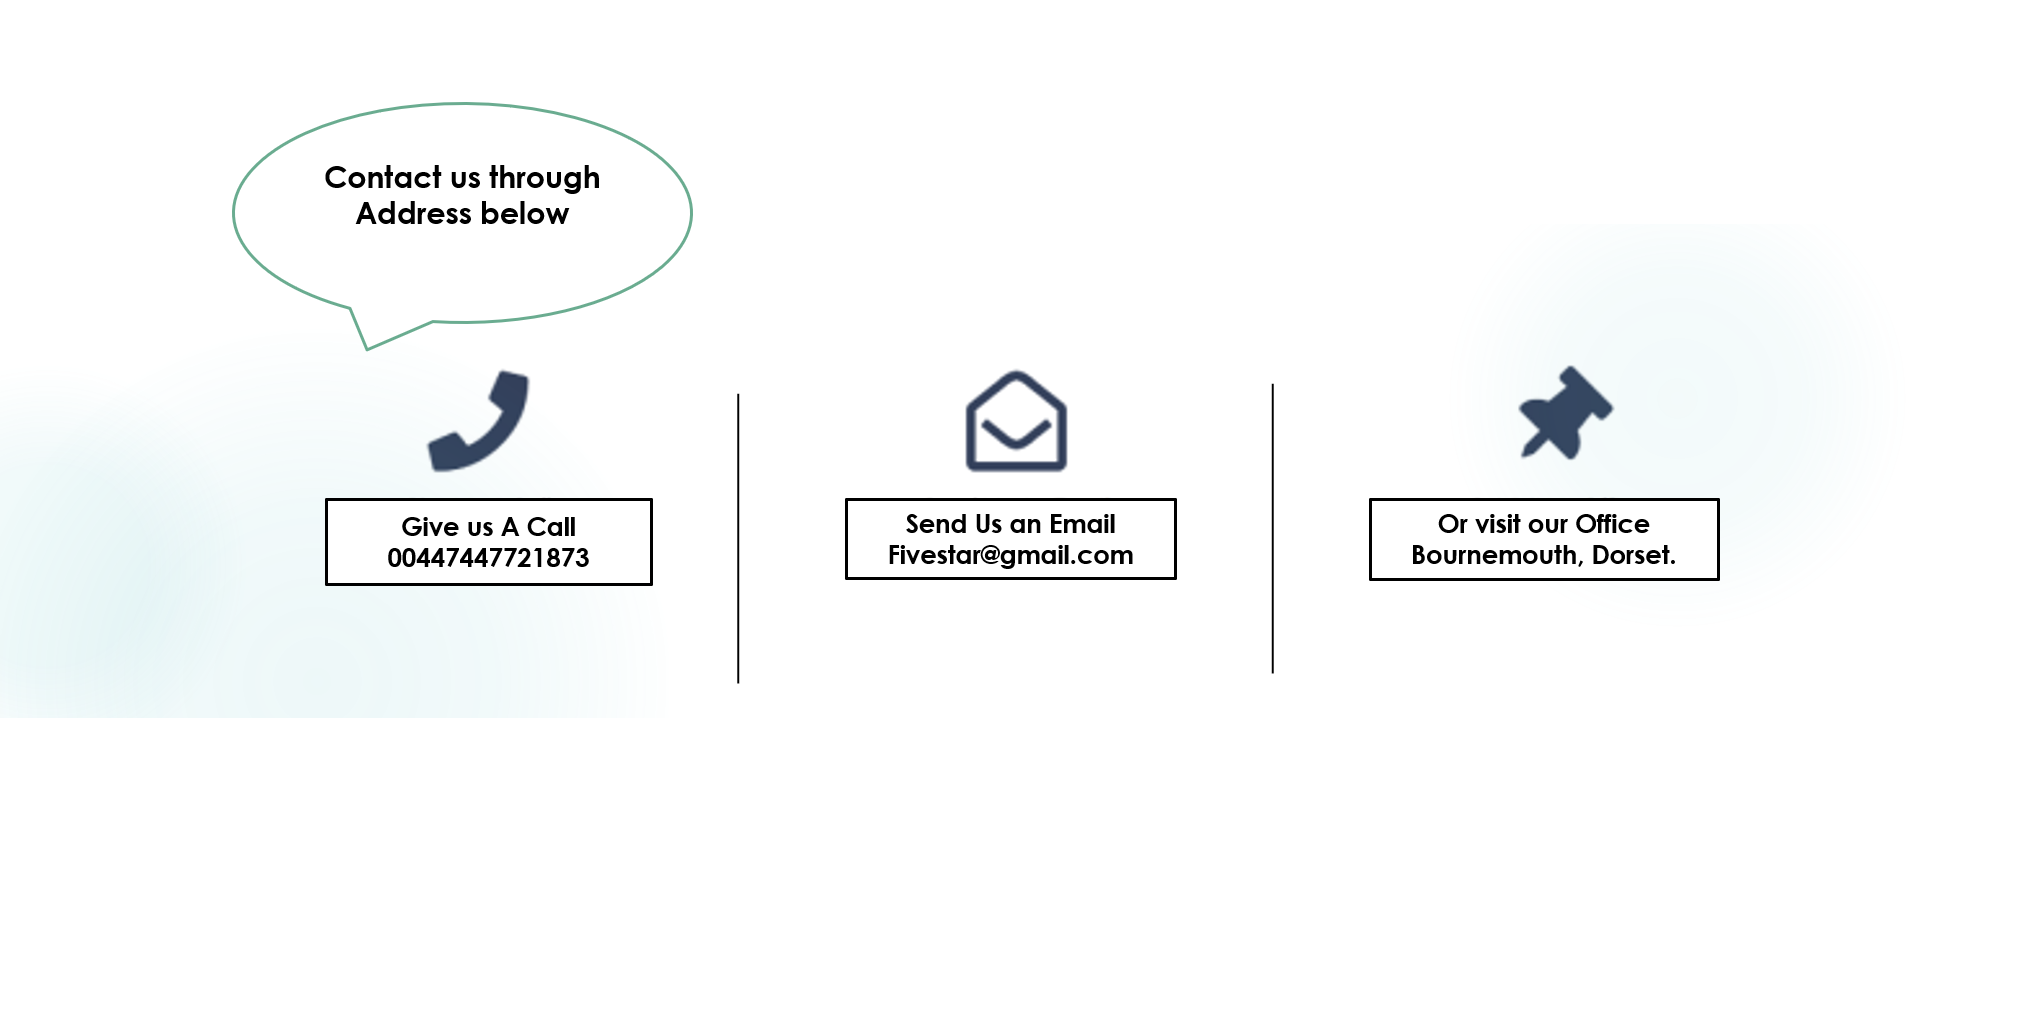 Contact us through
Address below
Give us A Call
00447447721873
Send Us an Email
Fivestar@gmail.com
Or visit our Office
Bournemouth, Dorset.